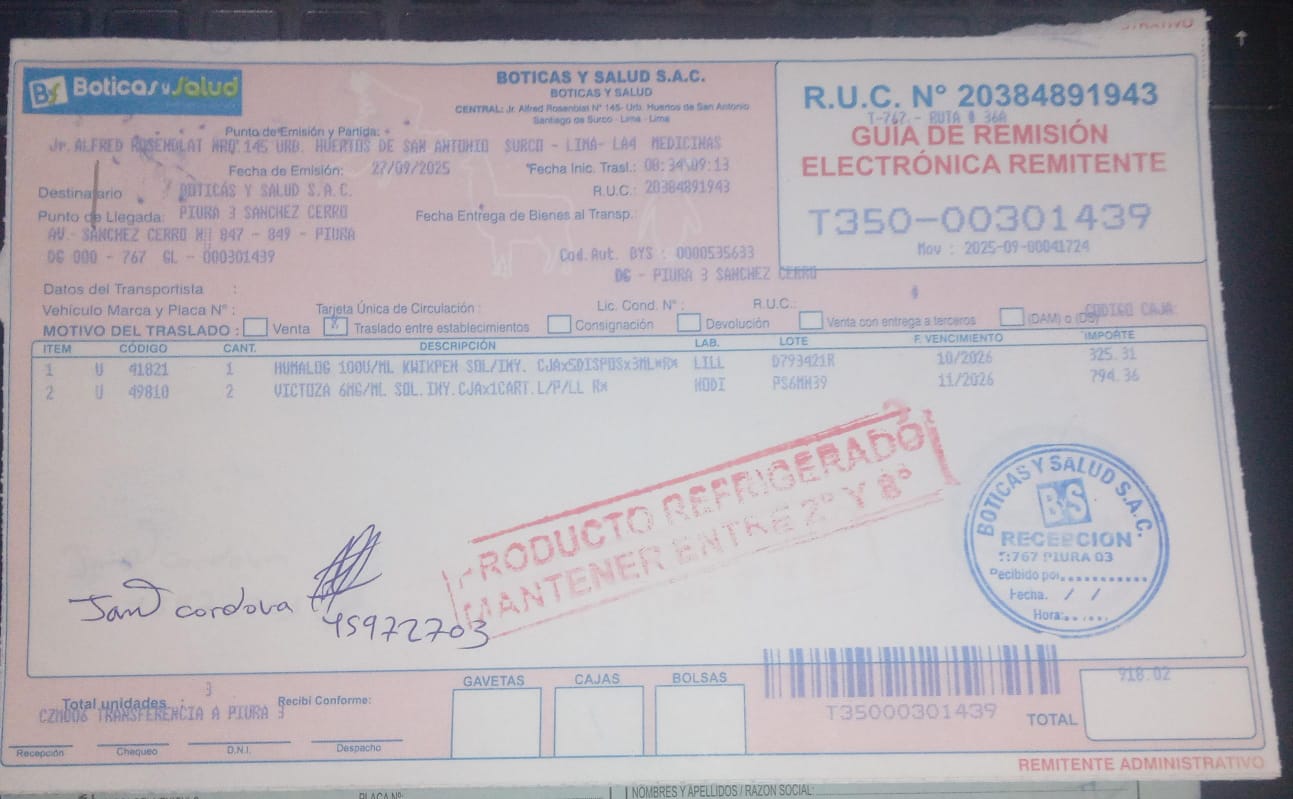 TRATIVO
BS Boticas y Salud
BOTICAS Y SALUD S.A.C.
BOTICAS Y SALUD
CENTRAL: Jr. Alfred Rosenblat N° 145- Urb. Huertos de San Antonio
Santiago de Surco - Lima - Lima
R.U.C. N° 20384891943
T-767.- RUTA # 36A
GUÍA DE REMISIÓN
ELECTRÓNICA REMITENTE
T350-00301439
Mov : 2025-09-00041724
Punto de Emisión y Partida:
Jr. ALFRED ROSENBLAT NRO 145 URB. HUERTOS DE SAN ANTONIO SURCO - LIMA- LA4 MEDICINAS
Fecha de Emisión: 27/09/2025 *Fecha Inic. Trasl.: 08:34\09:13
Destinatario BOTICAS Y SALUD S.A.C. R.U.C.: 20384891943
Punto de Llegada: PIURA 3 SANCHEZ CERRO Fecha Entrega de Bienes al Transp.:
AV.- SANCHEZ CERRO N° 847 - 849 - PIURA
DG 000 - 767 GL - 000301439 Cod. Aut. BYS : 0000535633
DG - PIURA 3 SANCHEZ CERRO
Datos del Transportista :
Vehículo Marca y Placa N° : Tarjeta Única de Circulación : Lic. Cond. N° : R.U.C.: CODIGO CAJA:
MOTIVO DEL TRASLADO : Venta X Traslado entre establecimientos Consignación Devolución Venta con entrega a terceros (DAM) o (DS)
ITEM CÓDIGO CANT. DESCRIPCIÓN LAB. LOTE F. VENCIMIENTO IMPORTE
1 U 41821 1 HUMALOG 100U/ML KWIKPEN SOL/INY. CJAx5DISPOSx3ML*Rx LILL D793421R 10/2026 325.31
2 U 49810 2 VICTOZA 6MG/ML SOL.INY.CJAx1CART.L/P/LL Rx NODI PS6MH39 11/2026 794.36
PRODUCTO REFRIGERADO
MANTENER ENTRE 2° Y 8°
BOTICAS Y SALUD S.A.C.
BS
RECEPCION
T:767 PIURA 03
Recibido por...........
Fecha. / /
Hora:.......
cordova
45972703
918.02
Total unidades : 3 Recibí Conforme:
CZM006 TRANSFERENCIA A PIURA 3
GAVETAS CAJAS BOLSAS
T35000301439
TOTAL
Recepción Chequeo D.N.I. Despacho
REMITENTE ADMINISTRATIVO
PLACA Nº:
NOMBRES Y APELLIDOS / RAZON SOCIAL: